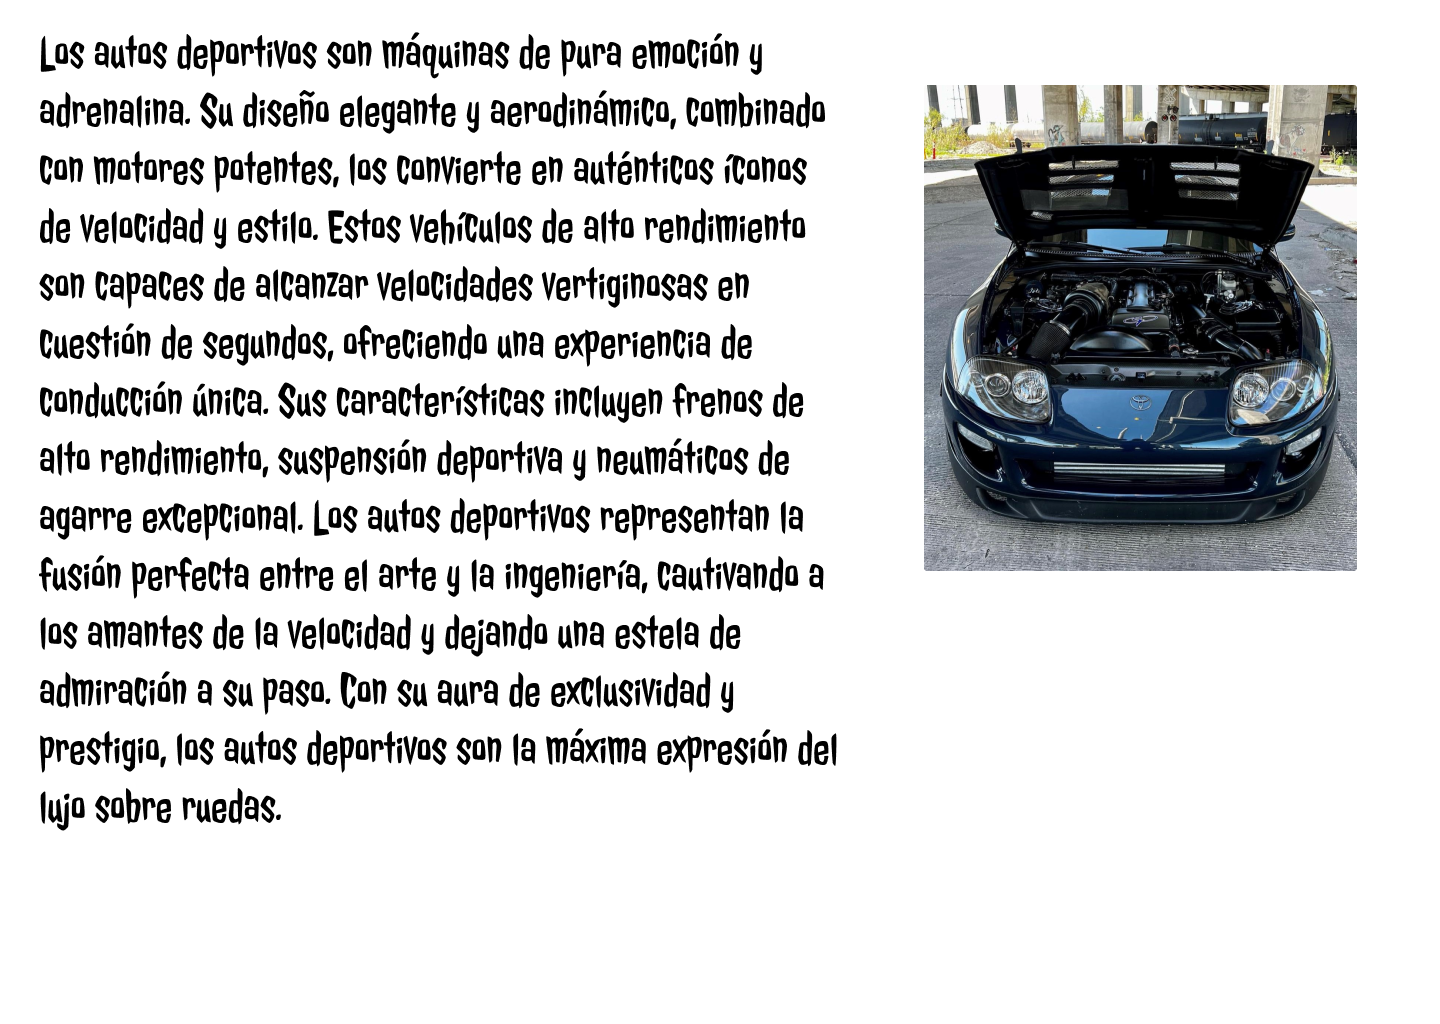 Los autos deportivos son máquinas de pura emoción y
adrenalina. Su diseño elegante y aerodinámico, combinado
con motores potentes, los convierte en auténticos íconos
de velocidad y estilo. Estos vehículos de alto rendimiento
son capaces de alcanzar velocidades vertiginosas en
cuestión de segundos, ofreciendo una experiencia de
conducción única. Sus características incluyen frenos de
alto rendimiento, suspensión deportiva y neumáticos de
agarre excepcional. Los autos deportivos representan la
fusión perfecta entre el arte y la ingeniería, cautivando a
los amantes de la velocidad y dejando una estela de
admiración a su paso. Con su aura de exclusividad y
prestigio, los autos deportivos son la máxima expresión del
lujo sobre ruedas.